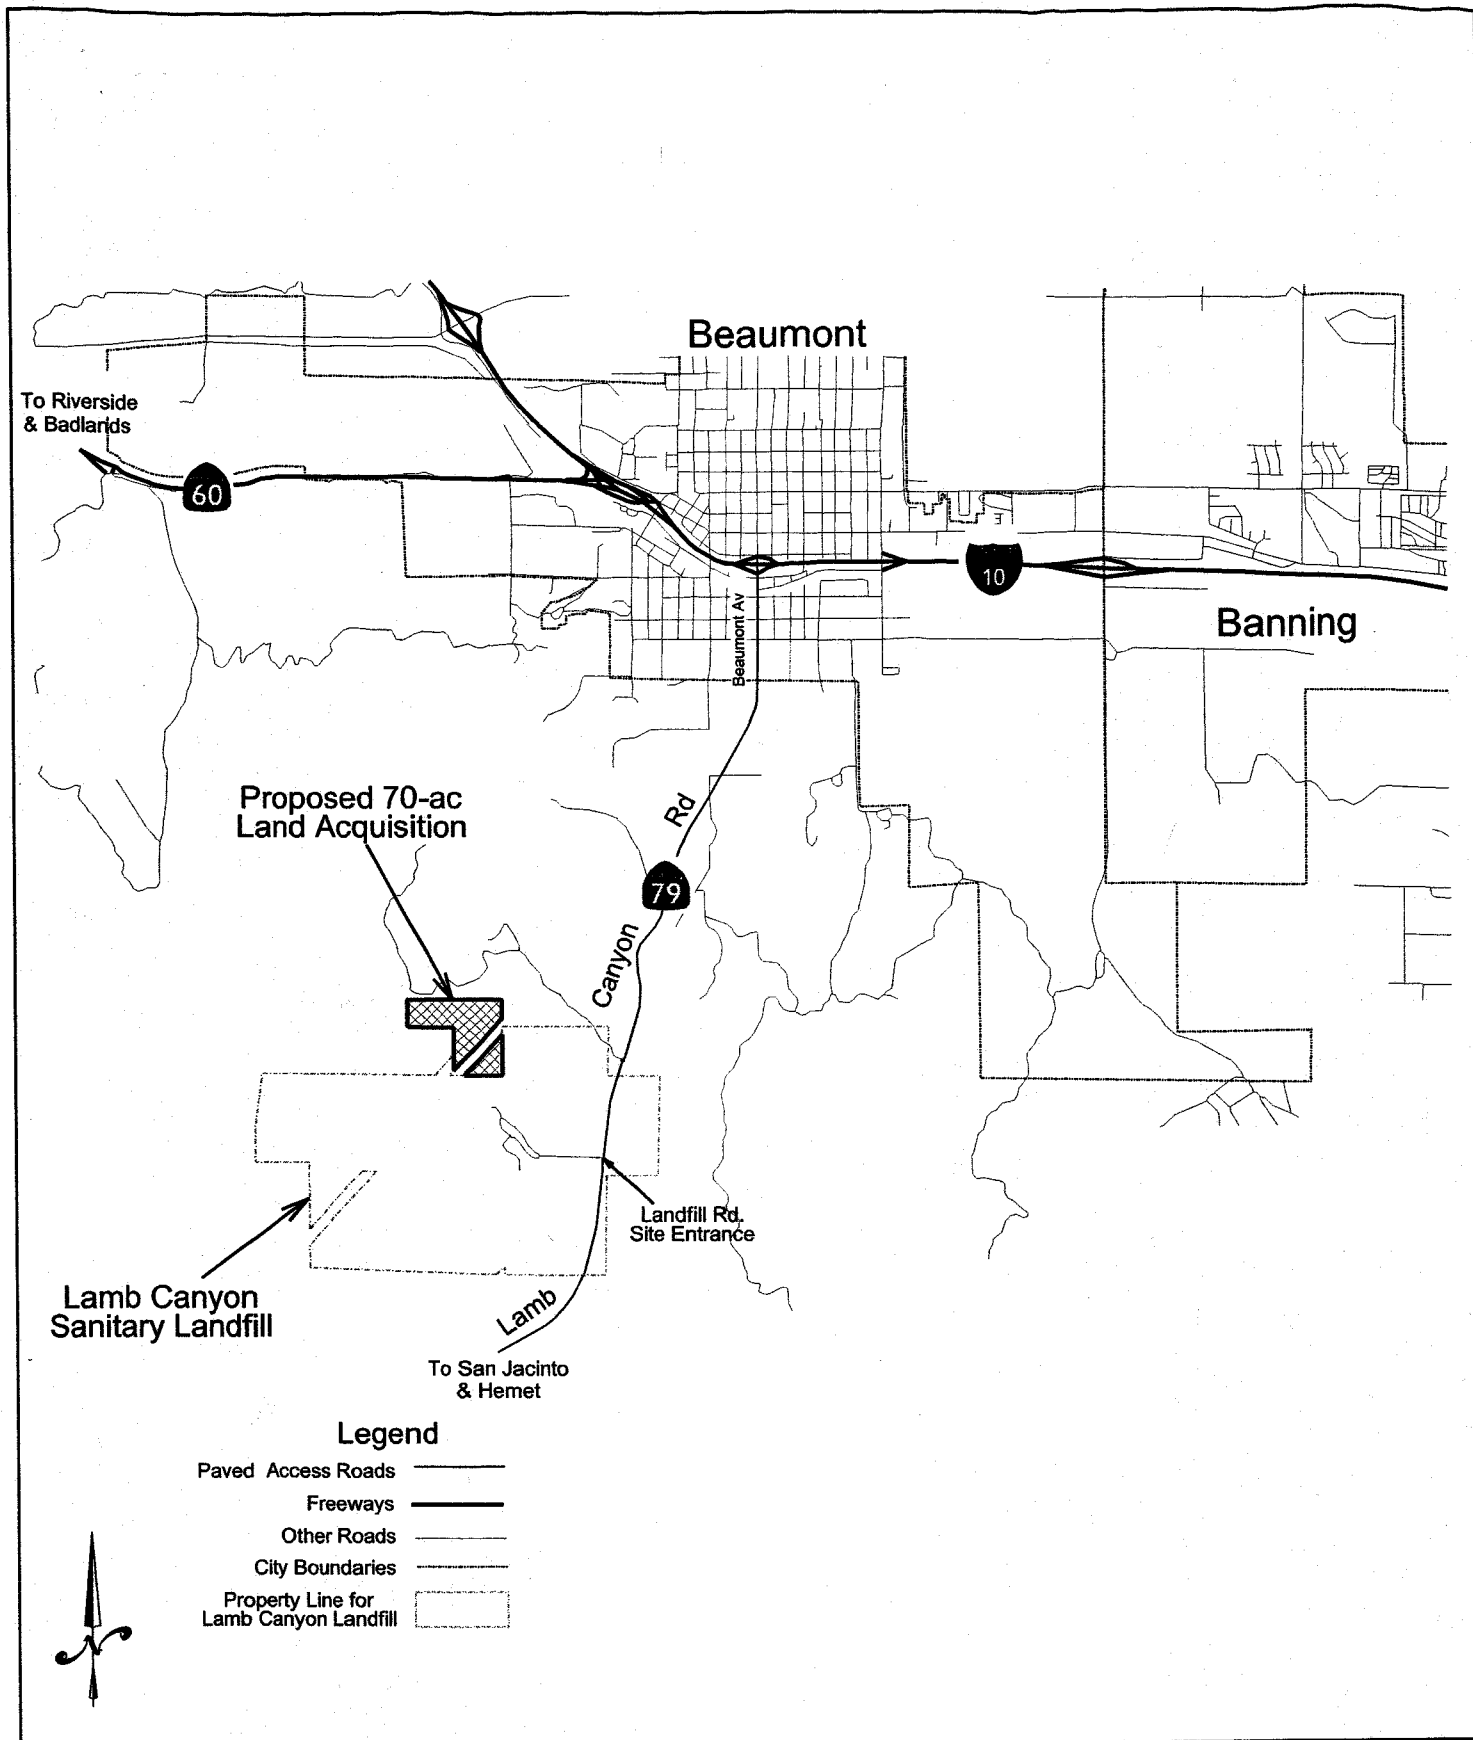 Beaumont
To Riverside
& Badlands
60
10
Banning
Beaumont Av
Proposed 70-ac
Land Acquisition
Rd
79
Canyon
Landfill Rd.
Site Entrance
Lamb Canyon
Sanitary Landfill
Lamb
To San Jacinto
& Hemet
Legend
Paved Access Roads
Freeways
Other Roads
City Boundaries
Property Line for
Lamb Canyon Landfill
N